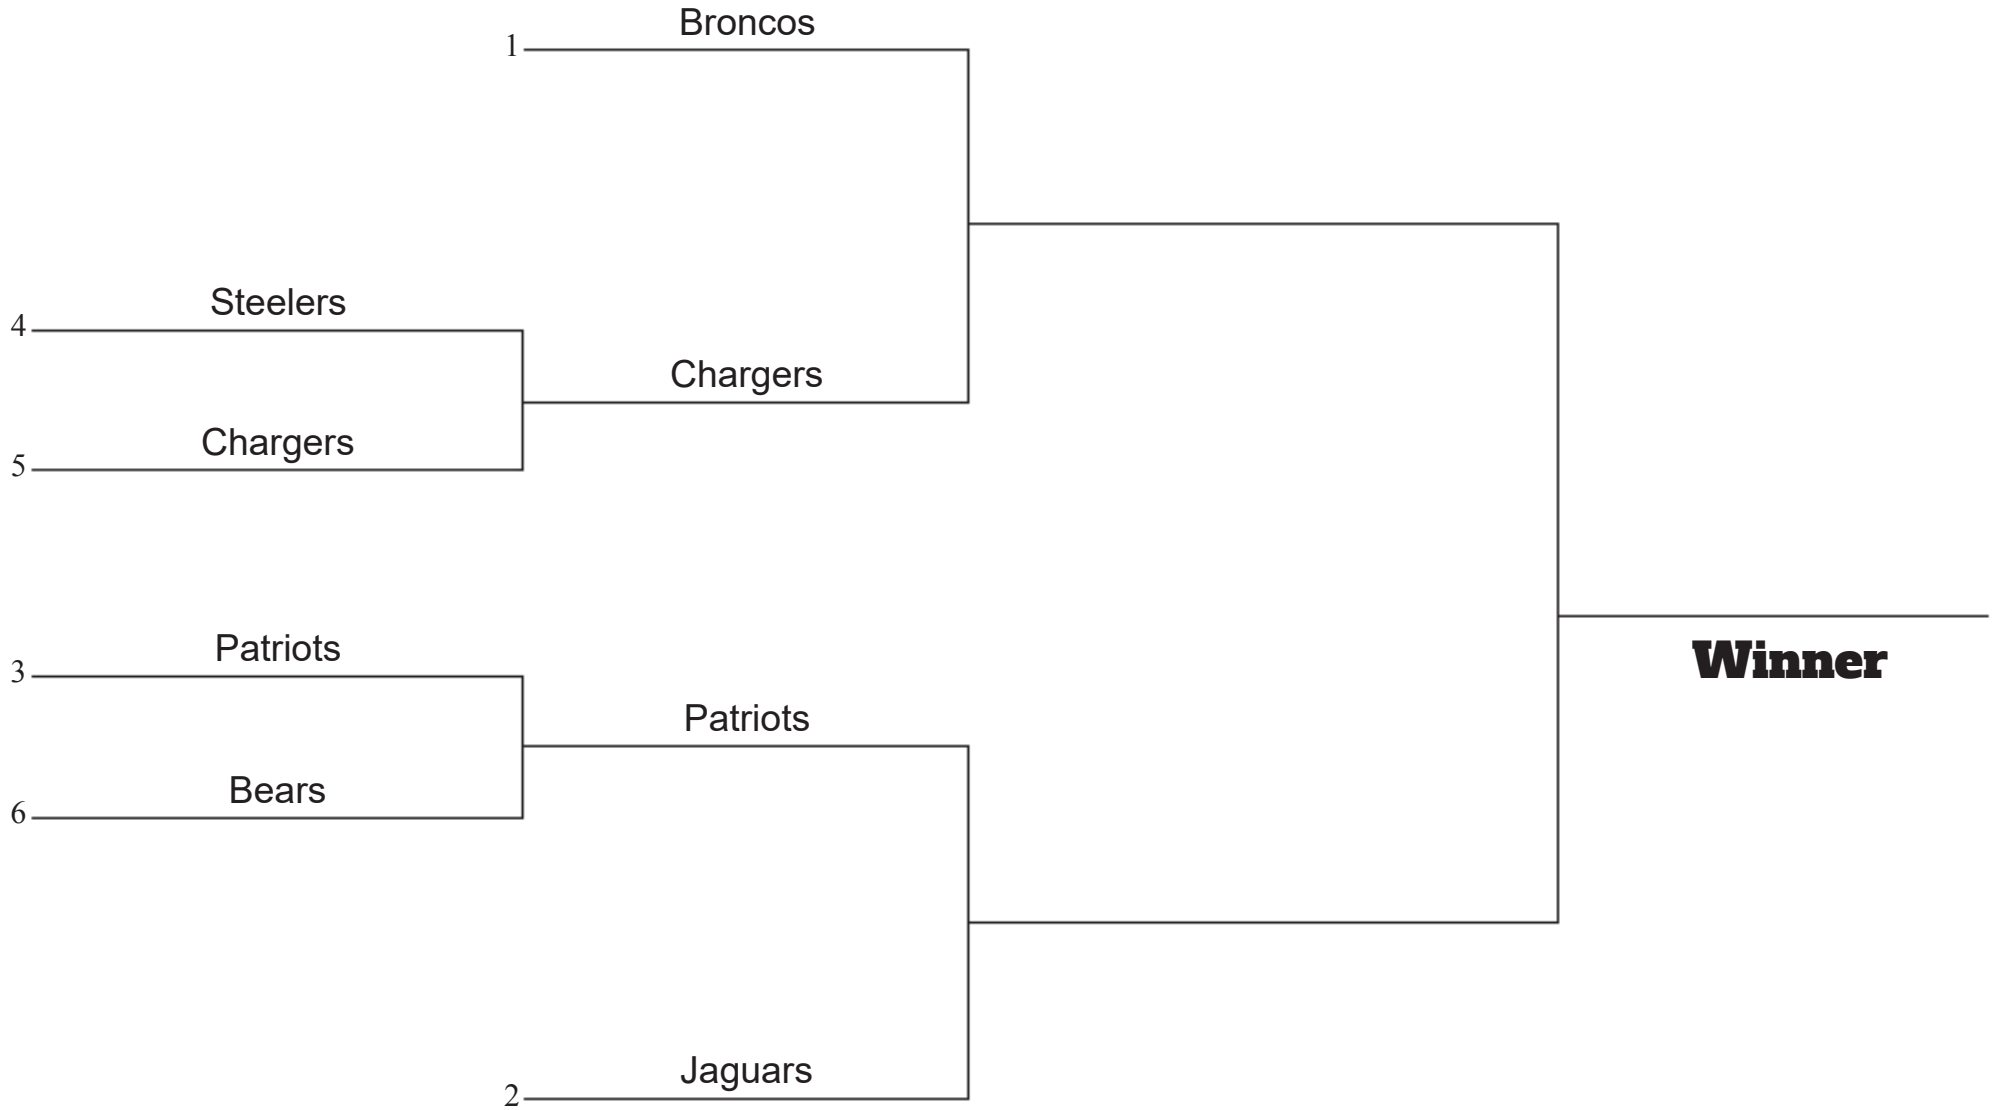 Broncos
1
Steelers
4
Chargers
Chargers
5
Patriots
3
Winner
Patriots
Bears
6
Jaguars
2